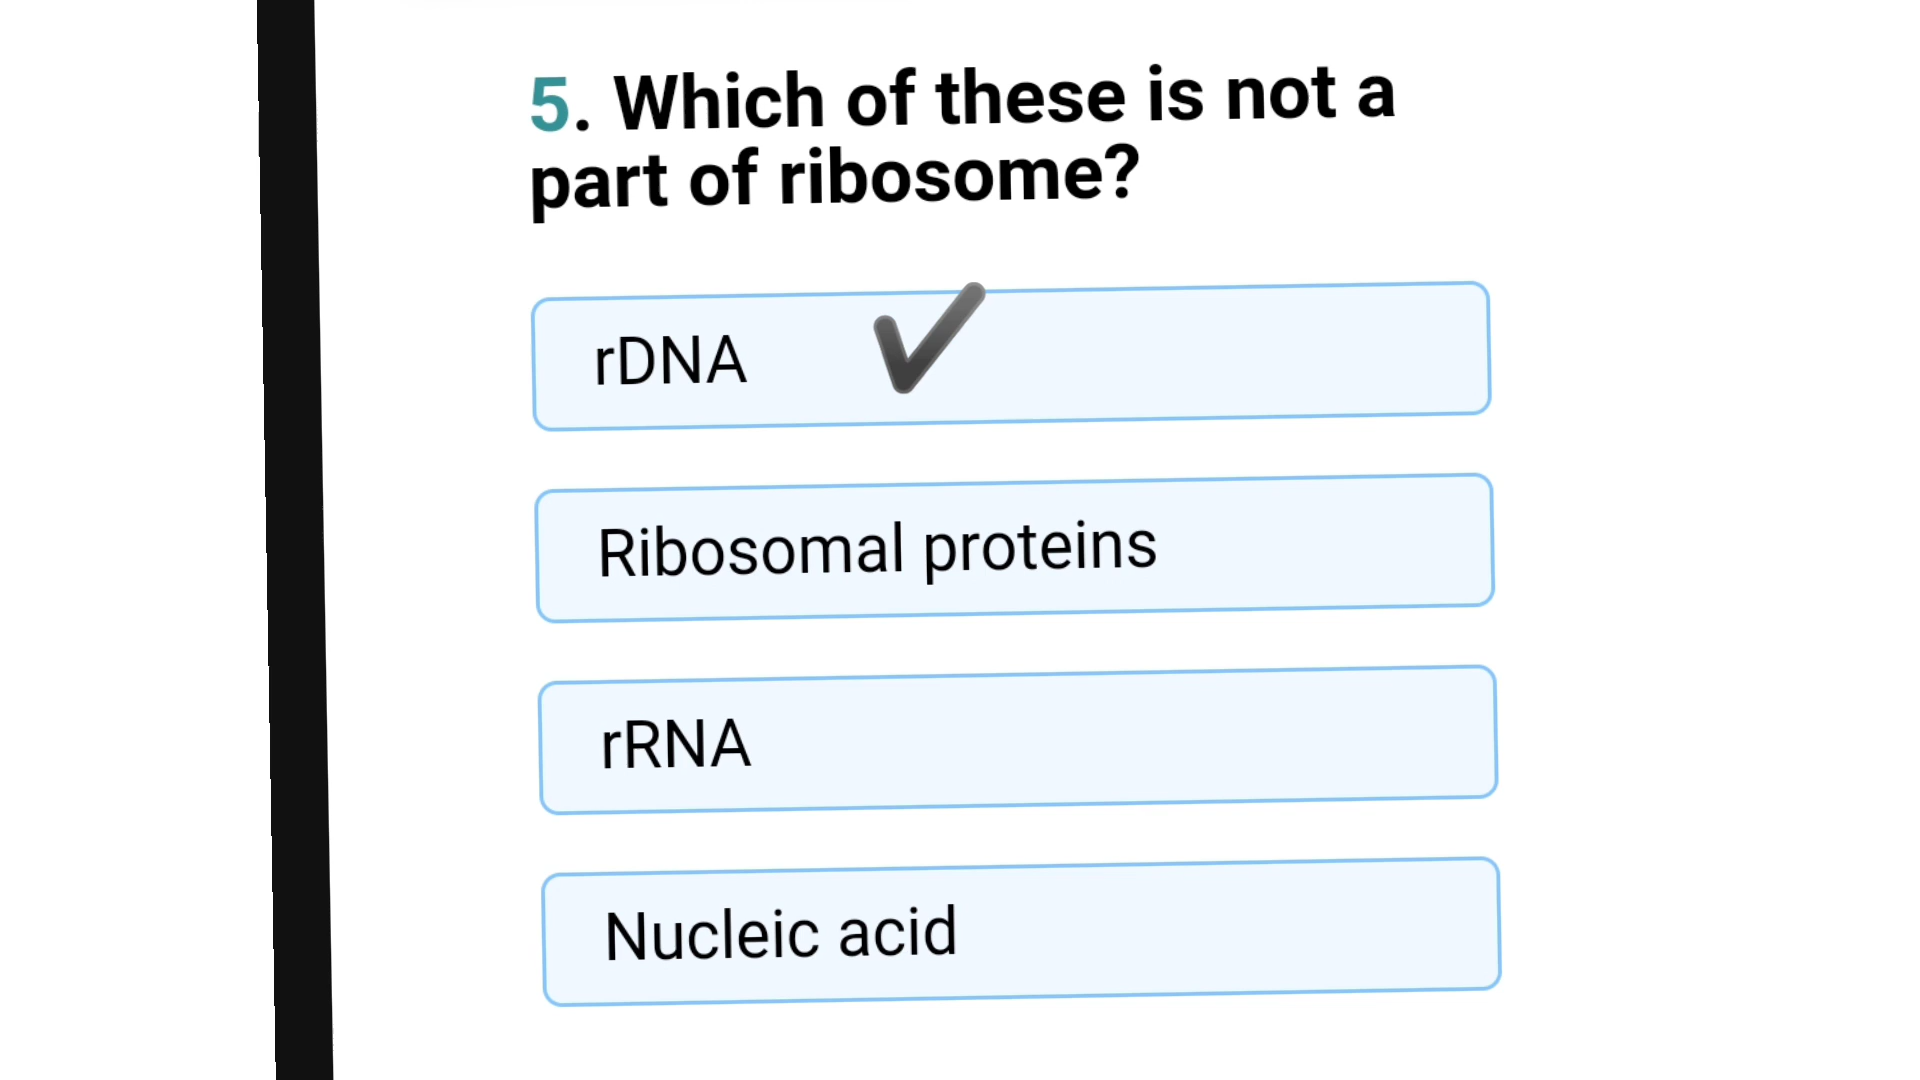 5. Which of these is not a
part of ribosome?
rDNA
Ribosomal proteins
rRNA
Nucleic acid